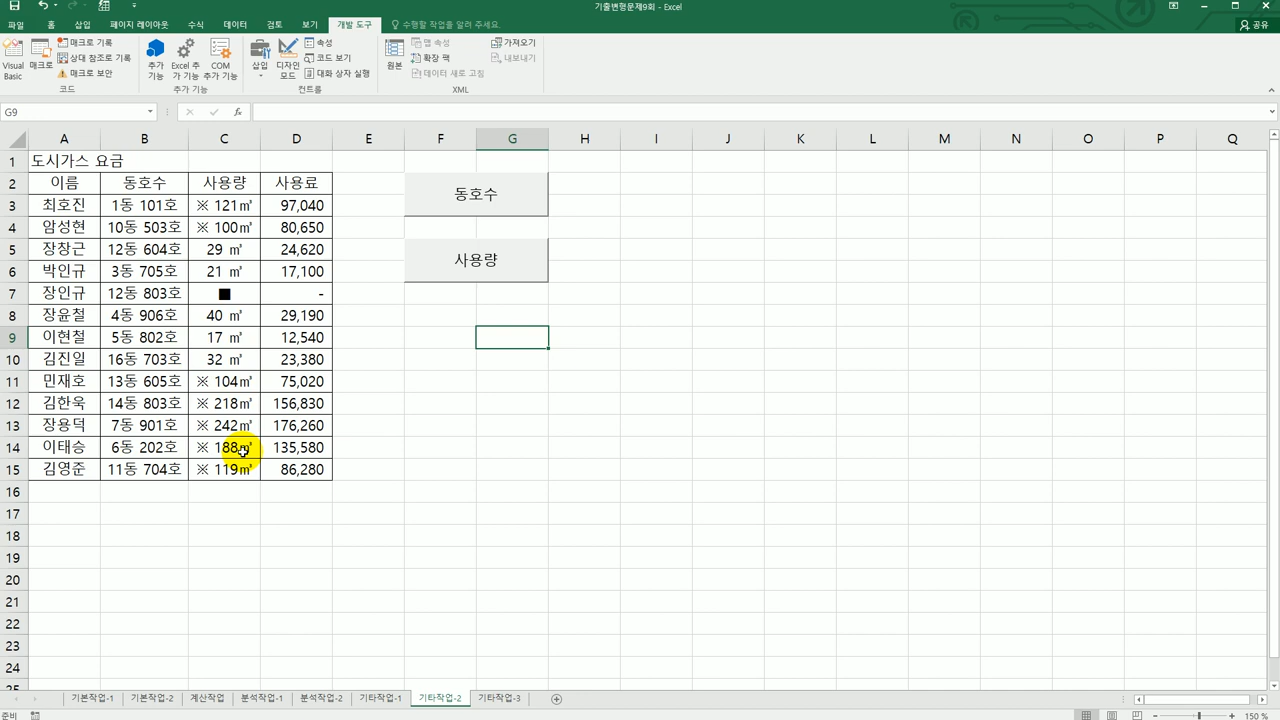 기출변형문제9회 - Excel
파일 홈 삽입 페이지 레이아웃 수식 데이터 검토 보기 개발 도구 수행할 작업을 알려 주세요. 공유
Visual Basic 매크로 매크로 기록 상대 참조로 기록 매크로 보안 추가 기능 Excel 추가 기능 COM 추가 기능 삽입 디자인 모드 속성 코드 보기 대화 상자 실행 원본 맵 속성 확장 팩 데이터 새로 고침 가져오기 내보내기
코드 추가 기능 컨트롤 XML
G9 fx
A B C D E F G H I J K L M N O P Q
1 도시가스 요금
2 이름 동호수 사용량 사용료 동호수
3 최호진 1동 101호 ※ 121㎥ 97,040
4 암성현 10동 503호 ※ 100㎥ 80,650
5 장창근 12동 604호 29 ㎥ 24,620 사용량
6 박인규 3동 705호 21 ㎥ 17,100
7 장인규 12동 803호 ■ -
8 장윤철 4동 906호 40 ㎥ 29,190
9 이현철 5동 802호 17 ㎥ 12,540
10 김진일 16동 703호 32 ㎥ 23,380
11 민재호 13동 605호 ※ 104㎥ 75,020
12 김한욱 14동 803호 ※ 218㎥ 156,830
13 장용덕 7동 901호 ※ 242㎥ 176,260
14 이태승 6동 202호 ※ 188㎥ 135,580
15 김영준 11동 704호 ※ 119㎥ 86,280
16
17
18
19
20
21
22
23
24
25
기본작업-1 기본작업-2 계산작업 분석작업-1 분석작업-2 기타작업-1 기타작업-2 기타작업-3
준비 150 %